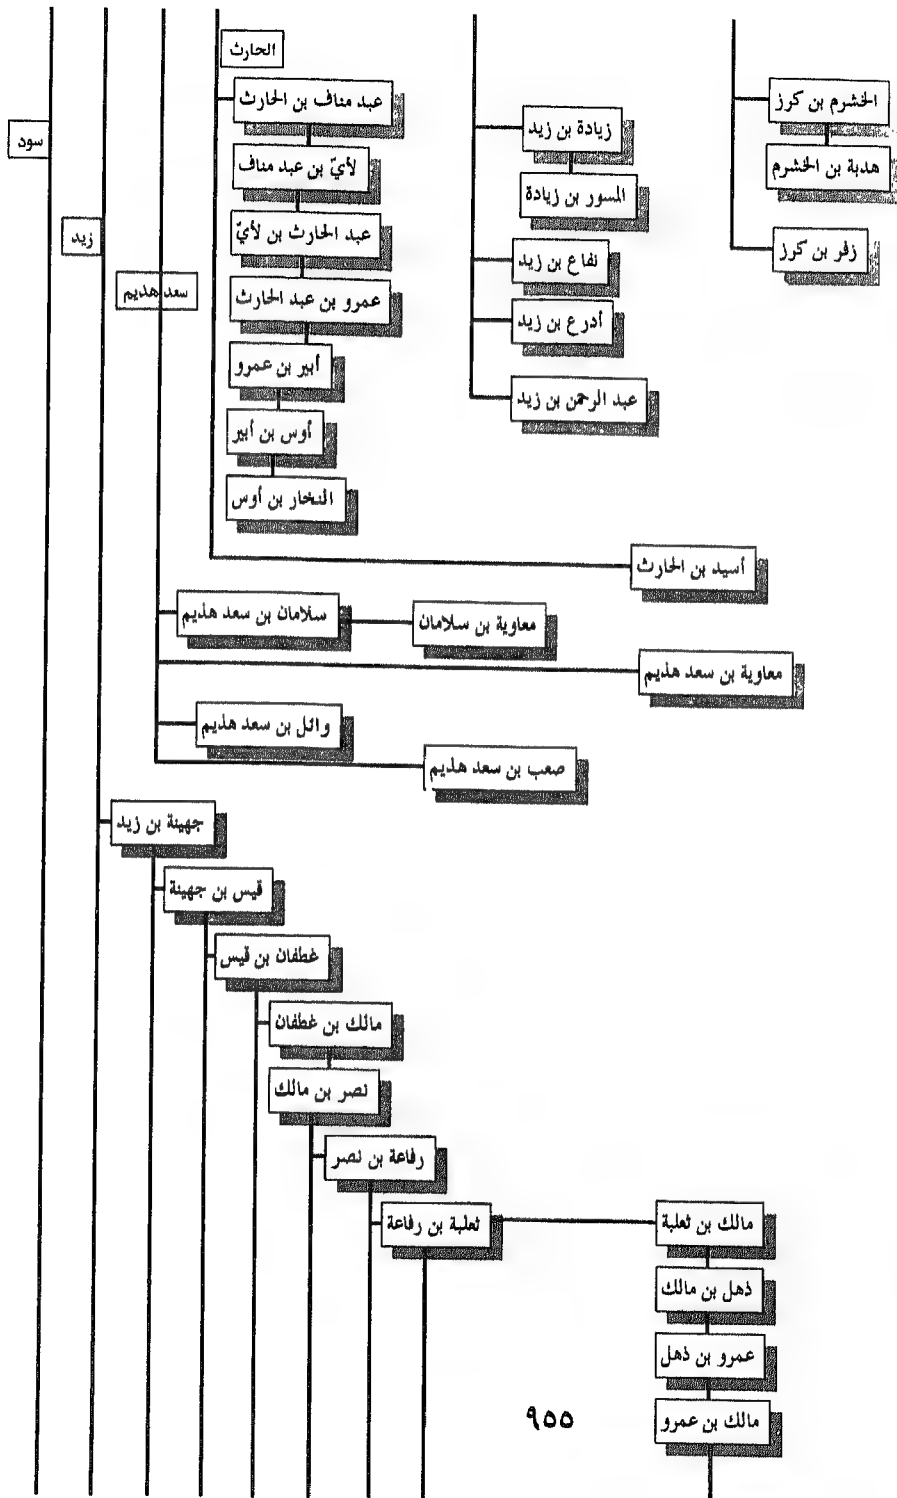 الحارث
عبد مناف بن الحارث
لأيّ بن عبد مناف
عبد الحارث بن لأيّ
عمرو بن عبد الحارث
أبير بن عمرو
أوس بن أبير
النخار بن أوس
زيادة بن زيد
المسور بن زيادة
نفاع بن زيد
أدرع بن زيد
عبد الرحمن بن زيد
الخشرم بن كرز
هدبة بن الخشرم
زفر بن كرز
سود
زيد
سعد هذيم
أسيد بن الحارث
سلامان بن سعد هذيم
معاوية بن سلامان
معاوية بن سعد هذيم
وائل بن سعد هذيم
صعب بن سعد هذيم
جهينة بن زيد
قيس بن جهينة
غطفان بن قيس
مالك بن غطفان
نصر بن مالك
رفاعة بن نصر
ثعلبة بن رفاعة
مالك بن ثعلبة
ذهل بن مالك
عمرو بن ذهل
مالك بن عمرو
٩٥٥